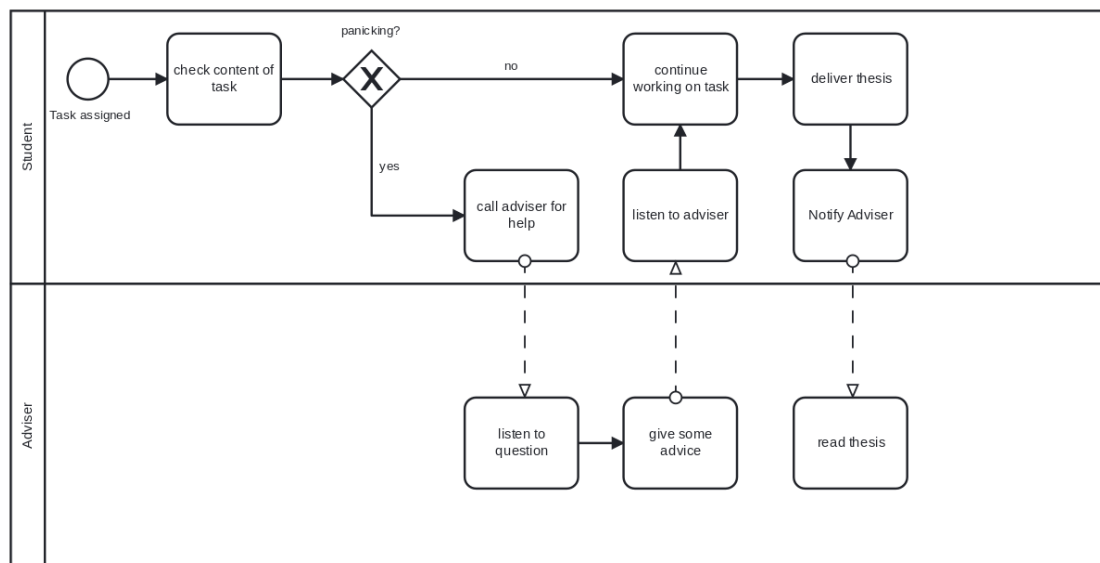 panicking?
check content of
task
no
continue
working on task
deliver thesis
Task assigned
Student
yes
call adviser for
help
listen to adviser
Notify Adviser
Adviser
listen to
question
give some
advice
read thesis